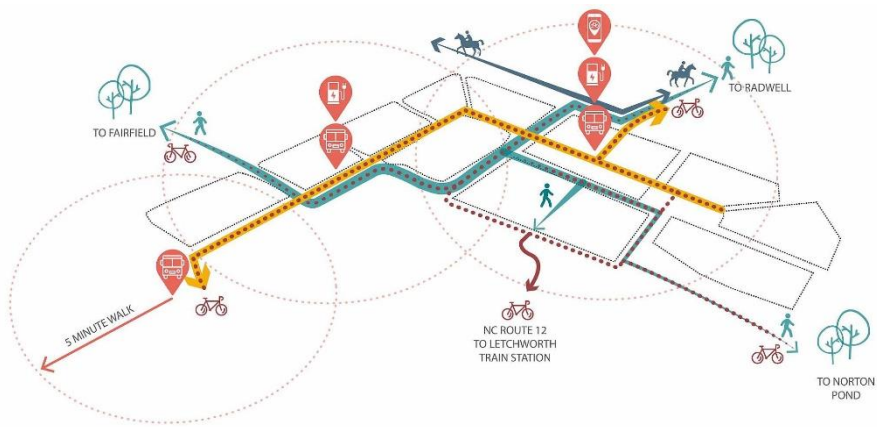 TO RADWELL
TO FAIRFIELD
5 MINUTE WALK
NC ROUTE 12
TO LETCHWORTH
TRAIN STATION
TO NORTON
POND